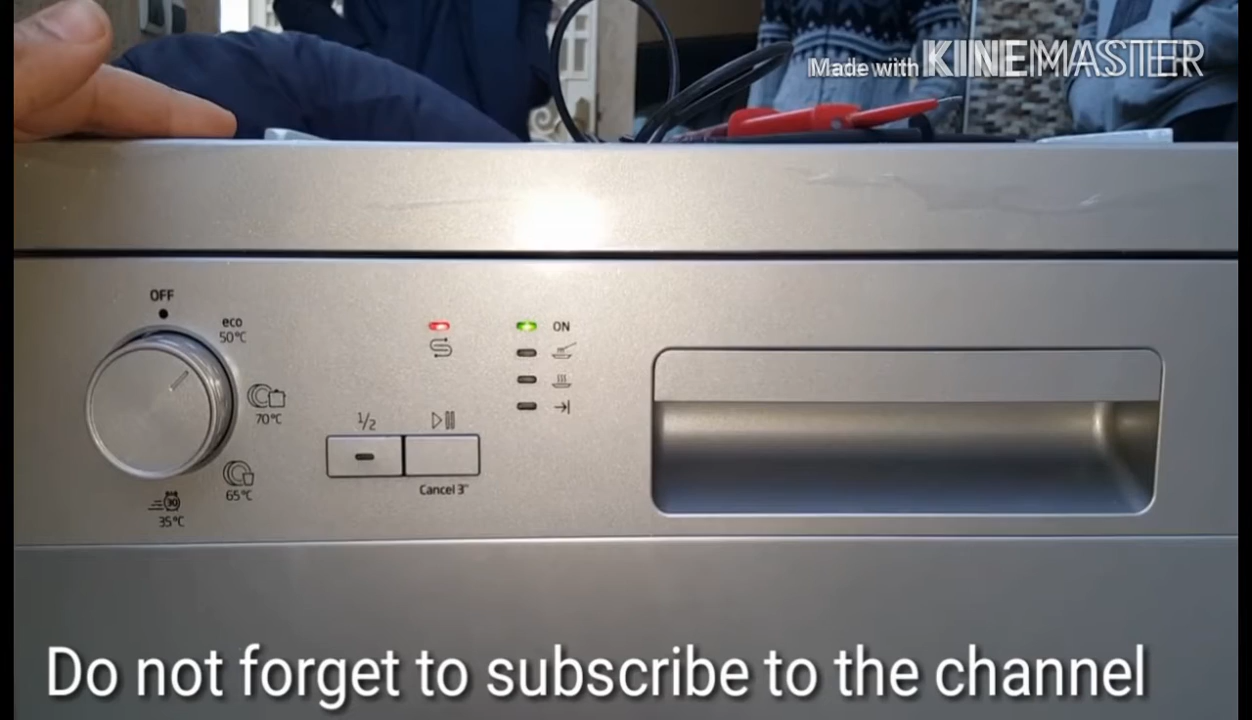 Made with KINEMASTER
OFF
eco
50°C
ON
70°C
1/2
65°C
Cancel 3"
30
35°C
Do not forget to subscribe to the channel